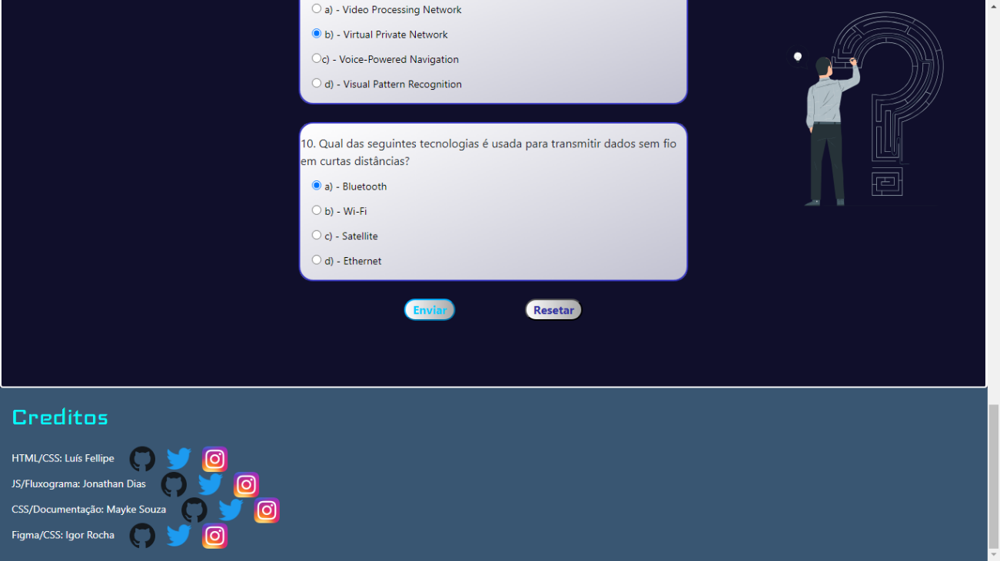 a) - Video Processing Network
b) - Virtual Private Network
c) - Voice-Powered Navigation
d) - Visual Pattern Recognition
10. Qual das seguintes tecnologias é usada para transmitir dados sem fio
em curtas distâncias?
a) - Bluetooth
b) - Wi-Fi
c) - Satellite
d) - Ethernet
Enviar Resetar
Creditos
HTML/CSS: Luís Fellipe
JS/Fluxograma: Jonathan Dias
CSS/Documentação: Mayke Souza
Figma/CSS: Igor Rocha